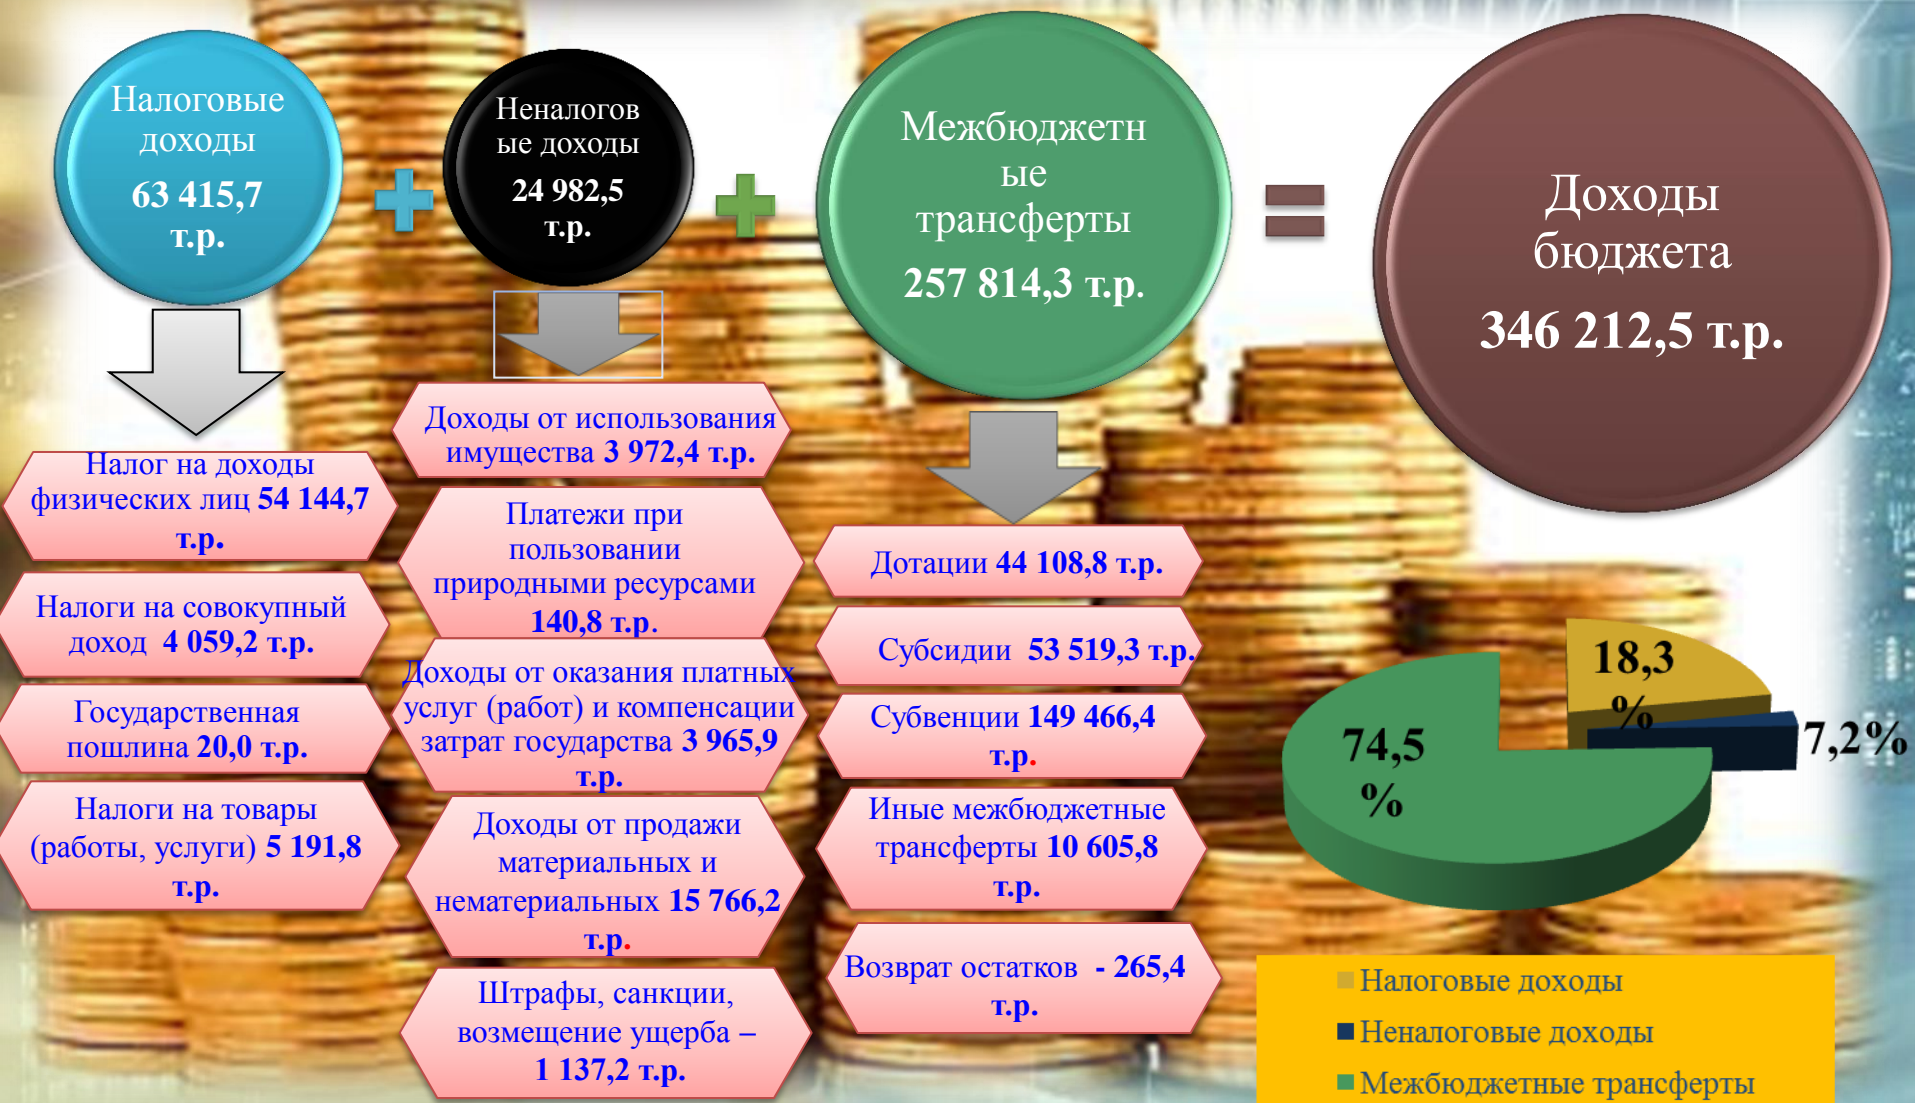 Налоговые
доходы
63 415,7
т.р.
Неналогов
ые доходы
24 982,5
т.р.
Межбюджетн
ые
трансферты
257 814,3 т.р.
Доходы
бюджета
346 212,5 т.р.
Налог на доходы
физических лиц 54 144,7
т.р.
Налоги на совокупный
доход 4 059,2 т.р.
Государственная
пошлина 20,0 т.р.
Налоги на товары
(работы, услуги) 5 191,8
т.р.
Доходы от использования
имущества 3 972,4 т.р.
Платежи при
пользовании
природными ресурсами
140,8 т.р.
Доходы от оказания платных
услуг (работ) и компенсации
затрат государства 3 965,9
т.р.
Доходы от продажи
материальных и
нематериальных 15 766,2
т.р.
Штрафы, санкции,
возмещение ущерба –
1 137,2 т.р.
Дотации 44 108,8 т.р.
Субсидии 53 519,3 т.р.
Субвенции 149 466,4
т.р.
Иные межбюджетные
трансферты 10 605,8
т.р.
Возврат остатков - 265,4
т.р.
18,3
%
7,2%
74,5
%
Налоговые доходы
Неналоговые доходы
Межбюджетные трансферты